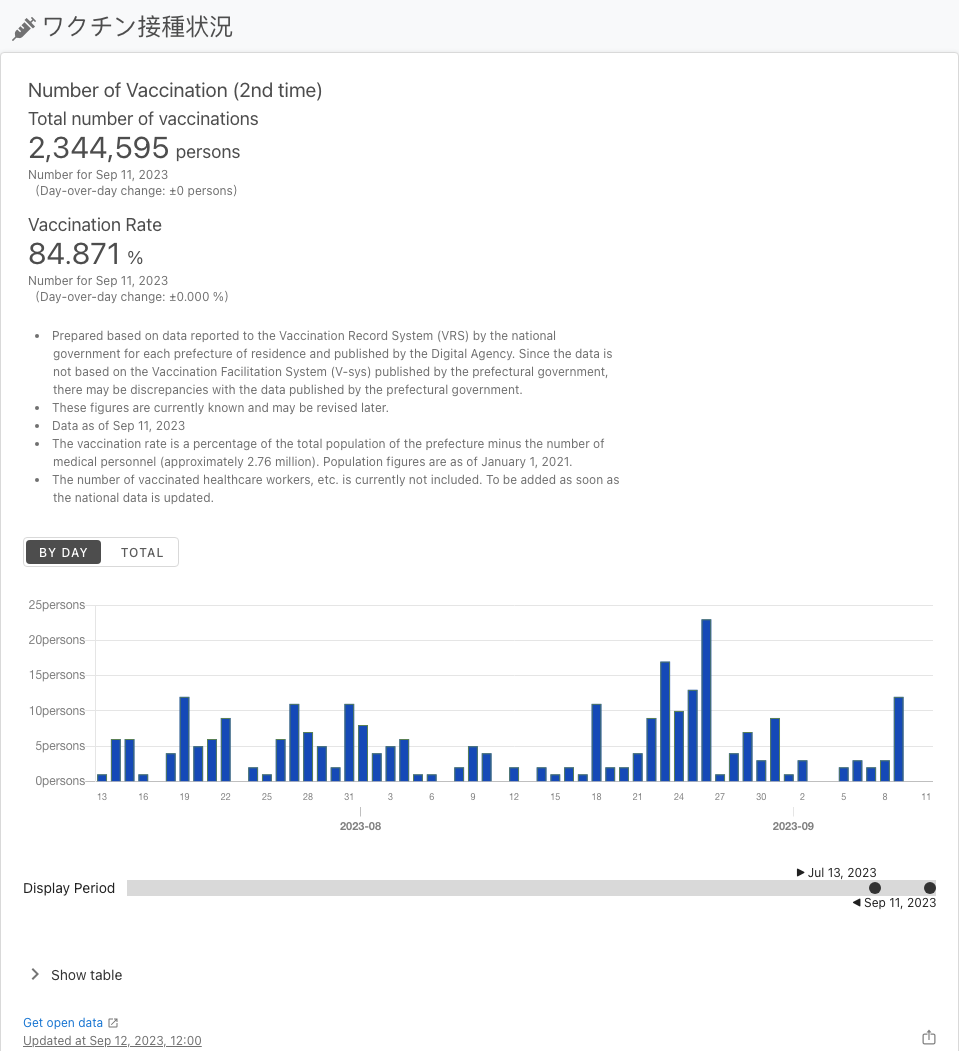 ワクチン接種状況
Number of Vaccination (2nd time)
Total number of vaccinations
2,344,595 persons
Number for Sep 11, 2023
(Day-over-day change: ±0 persons)
Vaccination Rate
84.871 %
Number for Sep 11, 2023
(Day-over-day change: ±0.000 %)
• Prepared based on data reported to the Vaccination Record System (VRS) by the national
government for each prefecture of residence and published by the Digital Agency. Since the data is
not based on the Vaccination Facilitation System (V-sys) published by the prefectural government,
there may be discrepancies with the data published by the prefectural government.
• These figures are currently known and may be revised later.
• Data as of Sep 11, 2023
• The vaccination rate is a percentage of the total population of the prefecture minus the number of
medical personnel (approximately 2.76 million). Population figures are as of January 1, 2021.
• The number of vaccinated healthcare workers, etc. is currently not included. To be added as soon as
the national data is updated.
BY DAY TOTAL
25persons
20persons
15persons
10persons
5persons
0persons
13 16 19 22 25 28 31 3 6 9 12 15 18 21 24 27 30 2 5 8 11
2023-08 2023-09
Jul 13, 2023
Display Period
Sep 11, 2023
Show table
Get open data
Updated at Sep 12, 2023, 12:00